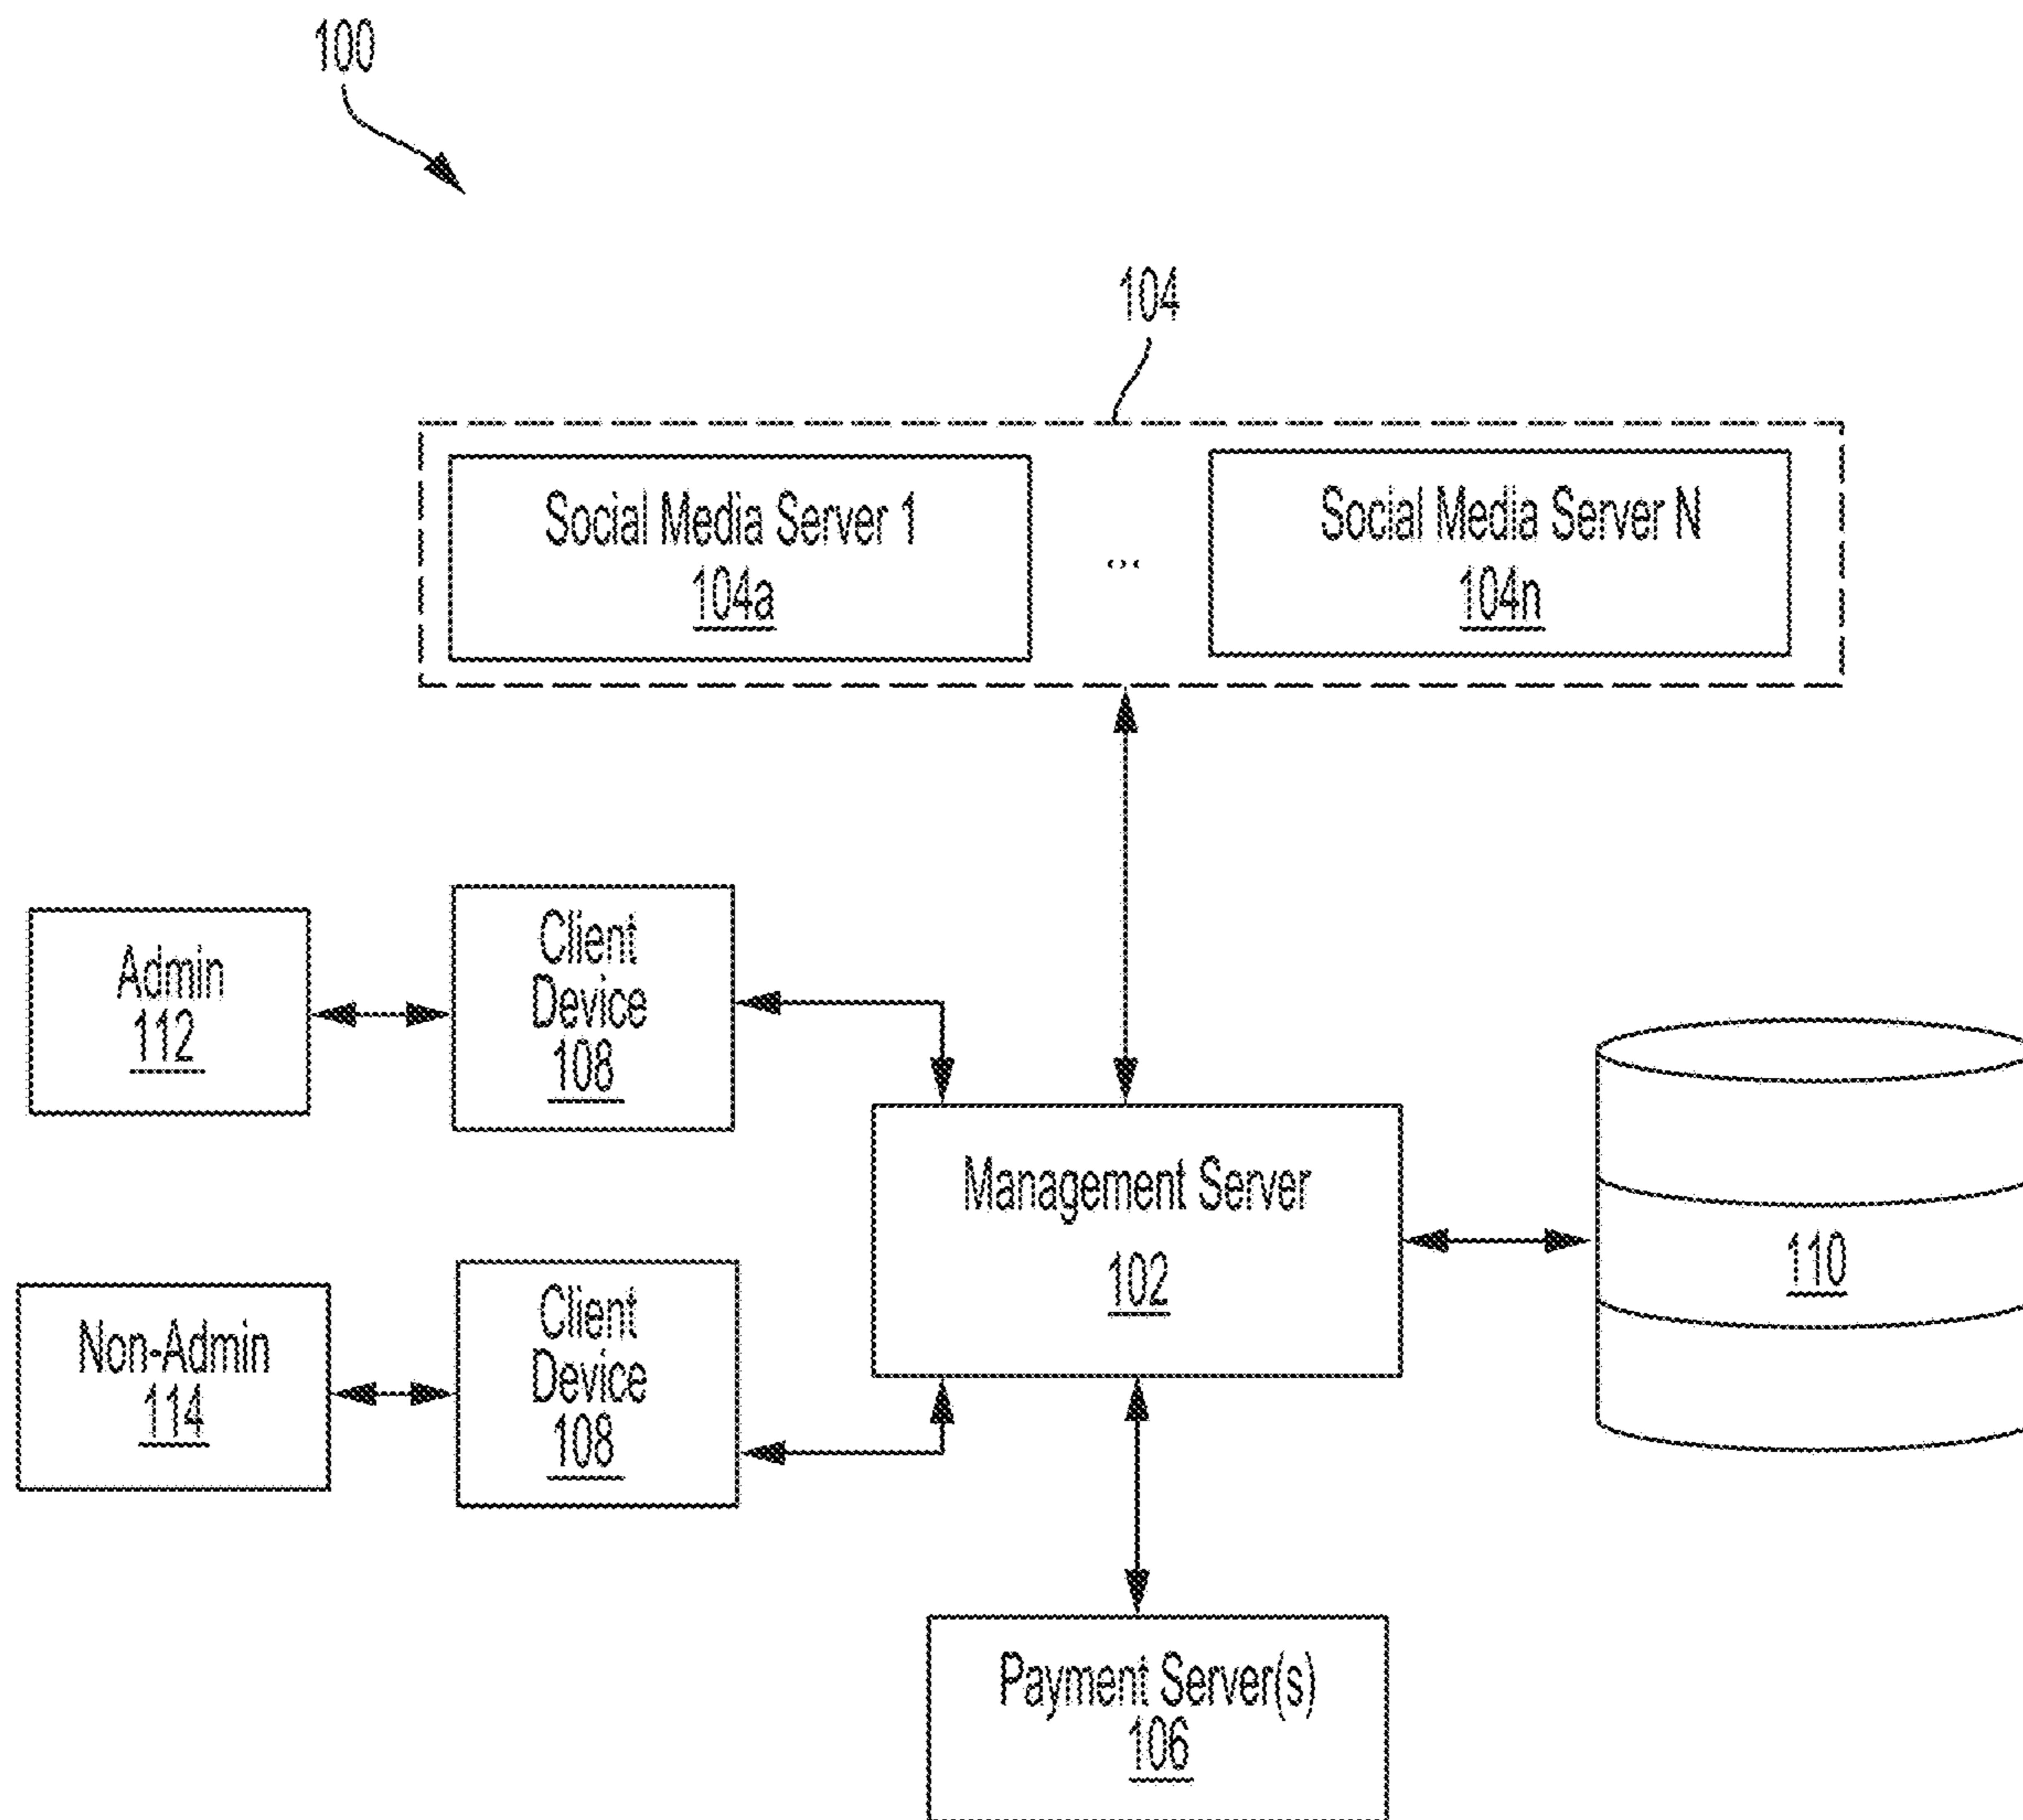 100
104
Social Media Server 1
104a
...
Social Media Server N
104n
Admin
112
Client
Device
108
Management Server
102
110
Non-Admin
114
Client
Device
108
Payment Server(s)
106